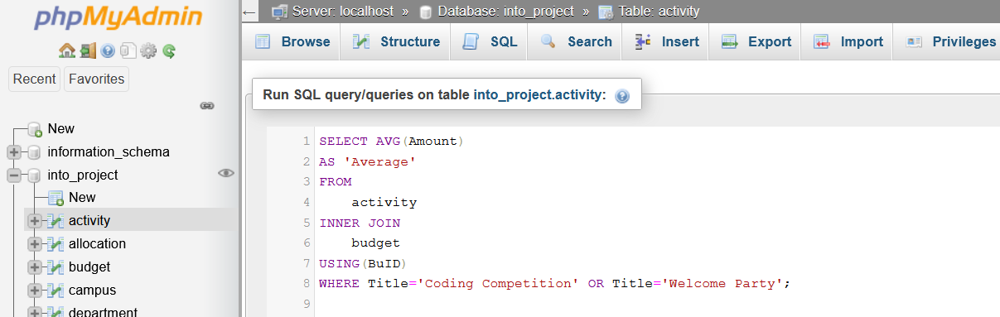 phpMyAdmin
Recent Favorites
New
information_schema
into_project
New
activity
allocation
budget
campus
department
Server: localhost » Database: into_project » Table: activity
Browse Structure SQL Search Insert Export Import Privileges
Run SQL query/queries on table into_project.activity:
1 SELECT AVG(Amount)
2 AS 'Average'
3 FROM
4 activity
5 INNER JOIN
6 budget
7 USING(BuID)
8 WHERE Title='Coding Competition' OR Title='Welcome Party';
9